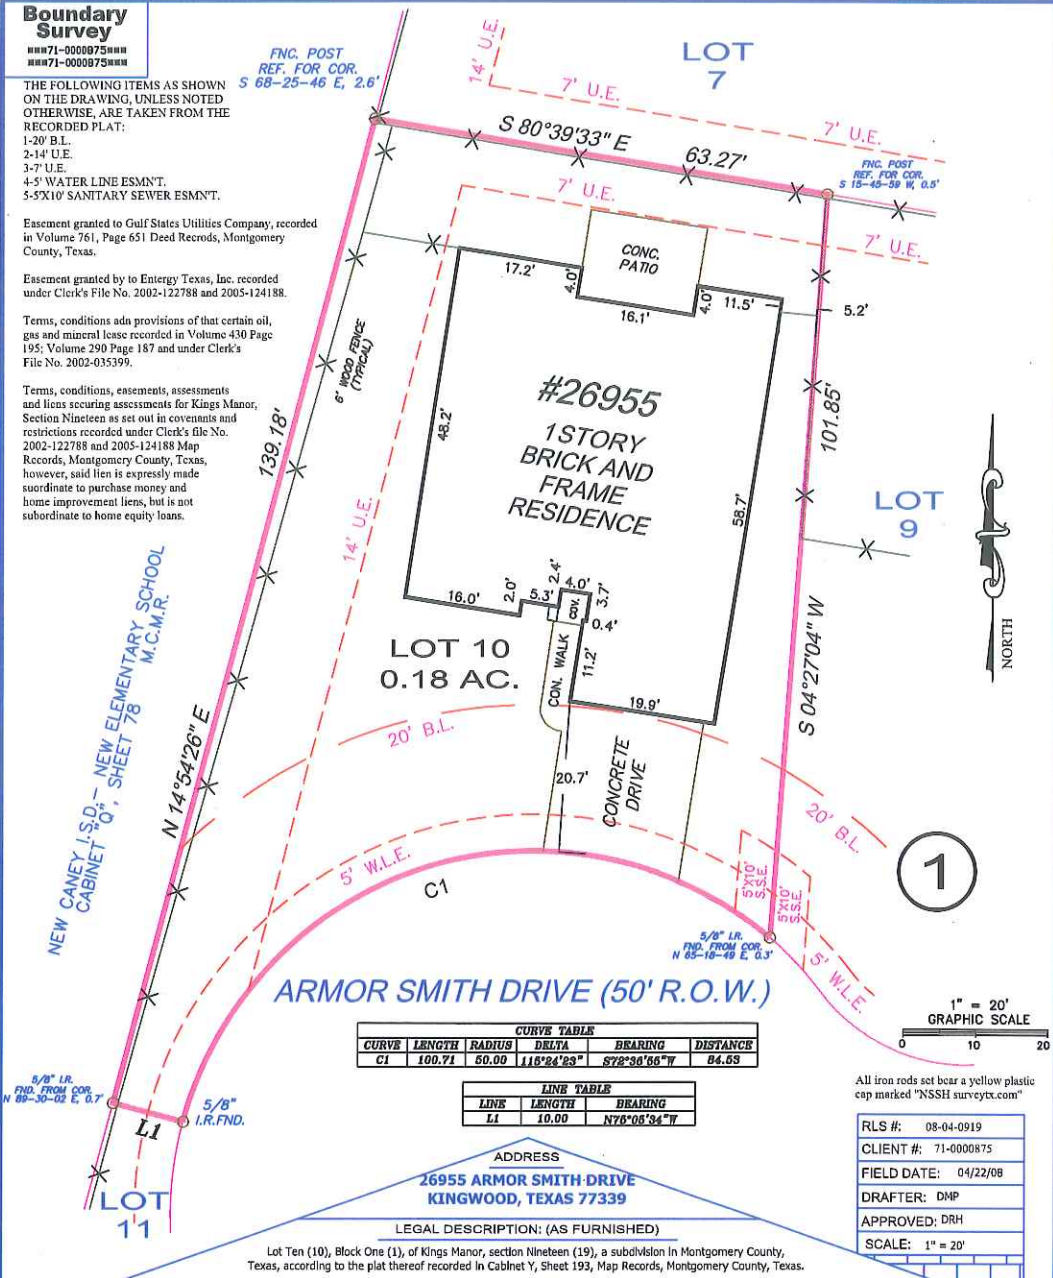 Boundary
Survey
###71-0000875###
###71-0000875###
THE FOLLOWING ITEMS AS SHOWN
ON THE DRAWING, UNLESS NOTED
OTHERWISE, ARE TAKEN FROM THE
RECORDED PLAT:
1-20' B.L.
2-14' U.E.
3-7' U.E.
4-5' WATER LINE ESMN'T.
5-5'X10' SANITARY SEWER ESMN'T.
Easement granted to Gulf States Utilities Company, recorded
in Volume 761, Page 651 Deed Recrods, Montgomery
County, Texas.
Easement granted by to Entergy Texas, Inc. recorded
under Clerk's File No. 2002-122788 and 2005-124188.
Terms, conditions adn provisions of that certain oil,
gas and mineral lease recorded in Volume 430 Page
195; Volume 290 Page 187 and under Clerk's
File No. 2002-035399.
Terms, conditions, easements, assessments
and liens securing assessments for Kings Manor,
Section Nineteen as set out in covenants and
restrictions recorded under Clerk's file No.
2002-122788 and 2005-124188 Map
Records, Montgomery County, Texas,
however, said lien is expressly made
suordinate to purchase money and
home improvement liens, but is not
subordinate to home equity loans.
FNC. POST
REF. FOR COR.
S 68-25-46 E, 2.6'
14' U.E.
7' U.E.
LOT
7
7' U.E.
S 80°39'33" E
63.27'
FNC. POST
REF. FOR COR.
S 15-45-59 W, 0.5'
7' U.E.
7' U.E.
CONC.
PATIO
17.2'
4.0'
16.1'
4.0'
11.5'
5.2'
6' WOOD FENCE
(TYPICAL)
139.18'
48.2'
#26955
1 STORY
BRICK AND
FRAME
RESIDENCE
101.85'
58.7'
LOT
9
14' U.E.
16.0'
2.0'
5.3'
2.4'
4.0'
COV.
3.7'
0.4'
S 04°27'04" W
NORTH
LOT 10
0.18 AC.
CON. WALK
11.2'
19.9'
NEW CANEY I.S.D.- NEW ELEMENTARY SCHOOL
CABINET "Q", SHEET 78 M.C.M.R.
N 14°54'26" E
20' B.L.
20.7'
CONCRETE
DRIVE
20' B.L.
5' W.L.E.
C1
5'X10'
S.S.E.
5'X10'
S.S.E.
1
5/8" I.R.
FND. FROM COR.
N 65-18-49 E, 0.3'
5' W.L.E.
ARMOR SMITH DRIVE (50' R.O.W.)
1" = 20'
GRAPHIC SCALE
0 10 20
CURVE TABLE
CURVE LENGTH RADIUS DELTA BEARING DISTANCE
C1 100.71 50.00 115°24'23" S72°36'56"W 84.53
LINE TABLE
LINE LENGTH BEARING
L1 10.00 N76°05'34"W
5/8" I.R.
FND. FROM COR.
N 89-30-02 E, 0.7'
5/8"
I.R.FND.
L1
LOT
11
All iron rods set bear a yellow plastic
cap marked "NSSH surveytx.com"
RLS #: 08-04-0919
CLIENT #: 71-0000875
FIELD DATE: 04/22/08
DRAFTER: DMP
APPROVED: DRH
SCALE: 1" = 20'
ADDRESS
26955 ARMOR SMITH DRIVE
KINGWOOD, TEXAS 77339
LEGAL DESCRIPTION: (AS FURNISHED)
Lot Ten (10), Block One (1), of Kings Manor, section Nineteen (19), a subdivision in Montgomery County,
Texas, according to the plat thereof recorded in Cabinet Y, Sheet 193, Map Records, Montgomery County, Texas.